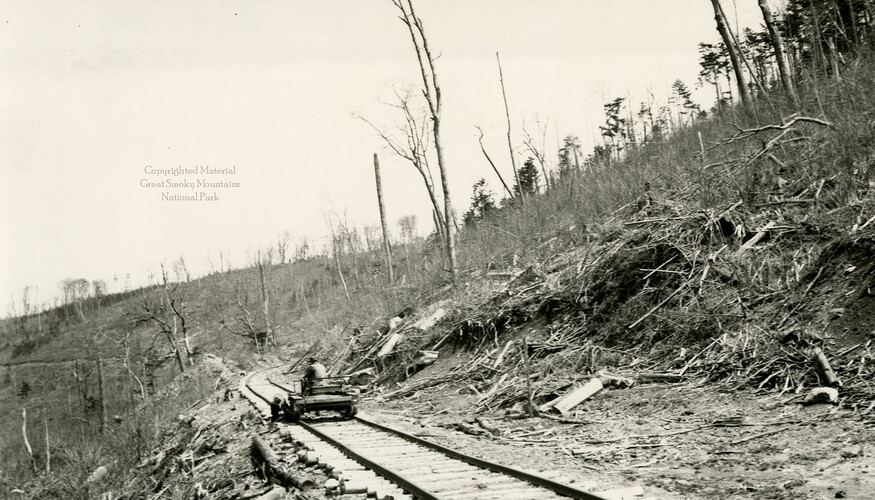 Copyrighted Material
Great Smoky Mountains
National Park